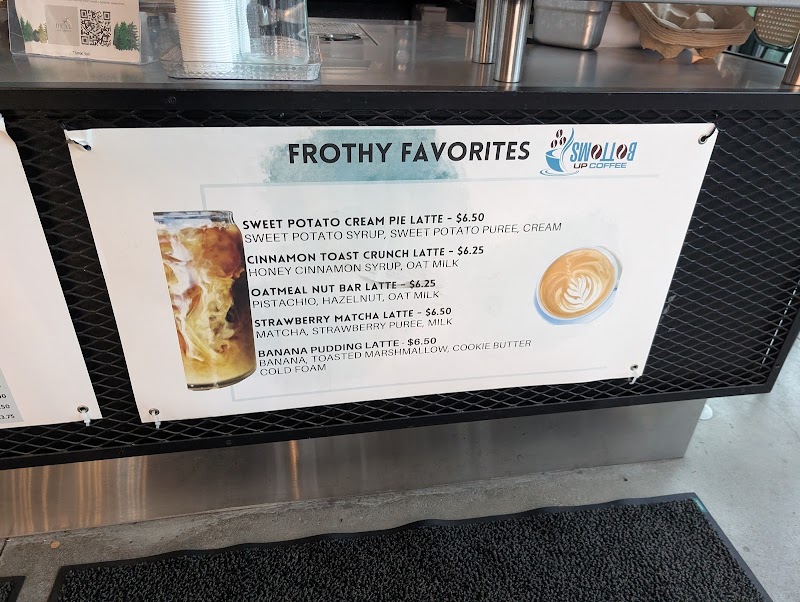 FROTHY FAVORITES
BOTTOMS
UP COFFEE
SWEET POTATO CREAM PIE LATTE - $6.50
SWEET POTATO SYRUP, SWEET POTATO PUREE, CREAM
CINNAMON TOAST CRUNCH LATTE - $6.25
HONEY CINNAMON SYRUP, OAT MILK
OATMEAL NUT BAR LATTE - $6.25
PISTACHIO, HAZELNUT, OAT MILK
STRAWBERRY MATCHA LATTE - $6.50
MATCHA, STRAWBERRY PUREE, MILK
BANANA PUDDING LATTE - $6.50
BANANA, TOASTED MARSHMALLOW, COOKIE BUTTER
COLD FOAM